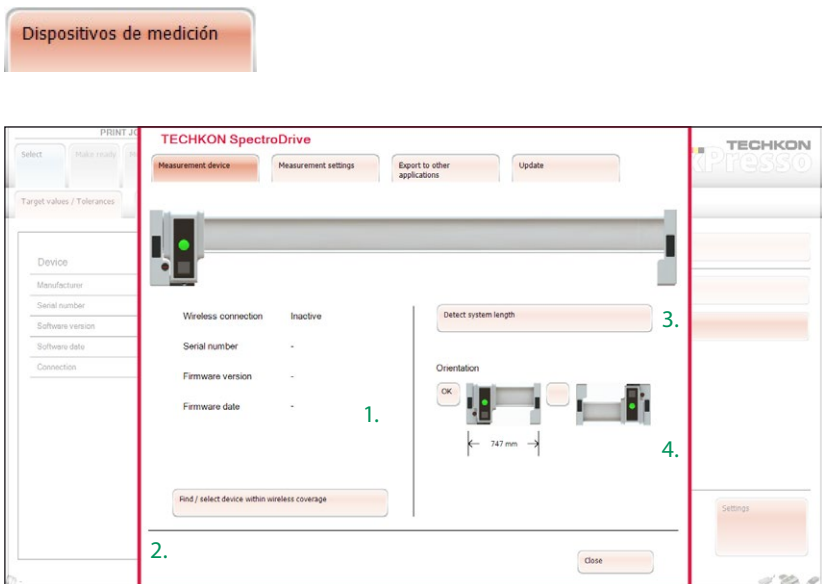 Dispositivos de medición
PRINT JO
TECHKON SpectroDrive
TECHKON
Presso
Select
Make ready
Measurement device
Measurement settings
Export to other
applications
Update
Target values / Tolerances
Device
Manufacturer
Serial number
Software version
Software date
Connection
Wireless connection
Inactive
Serial number
-
Firmware version
-
Firmware date
-
1.
Find / select device within wireless coverage
2.
Detect system length
3.
Orientation
OK
747 mm
4.
Close
Settings